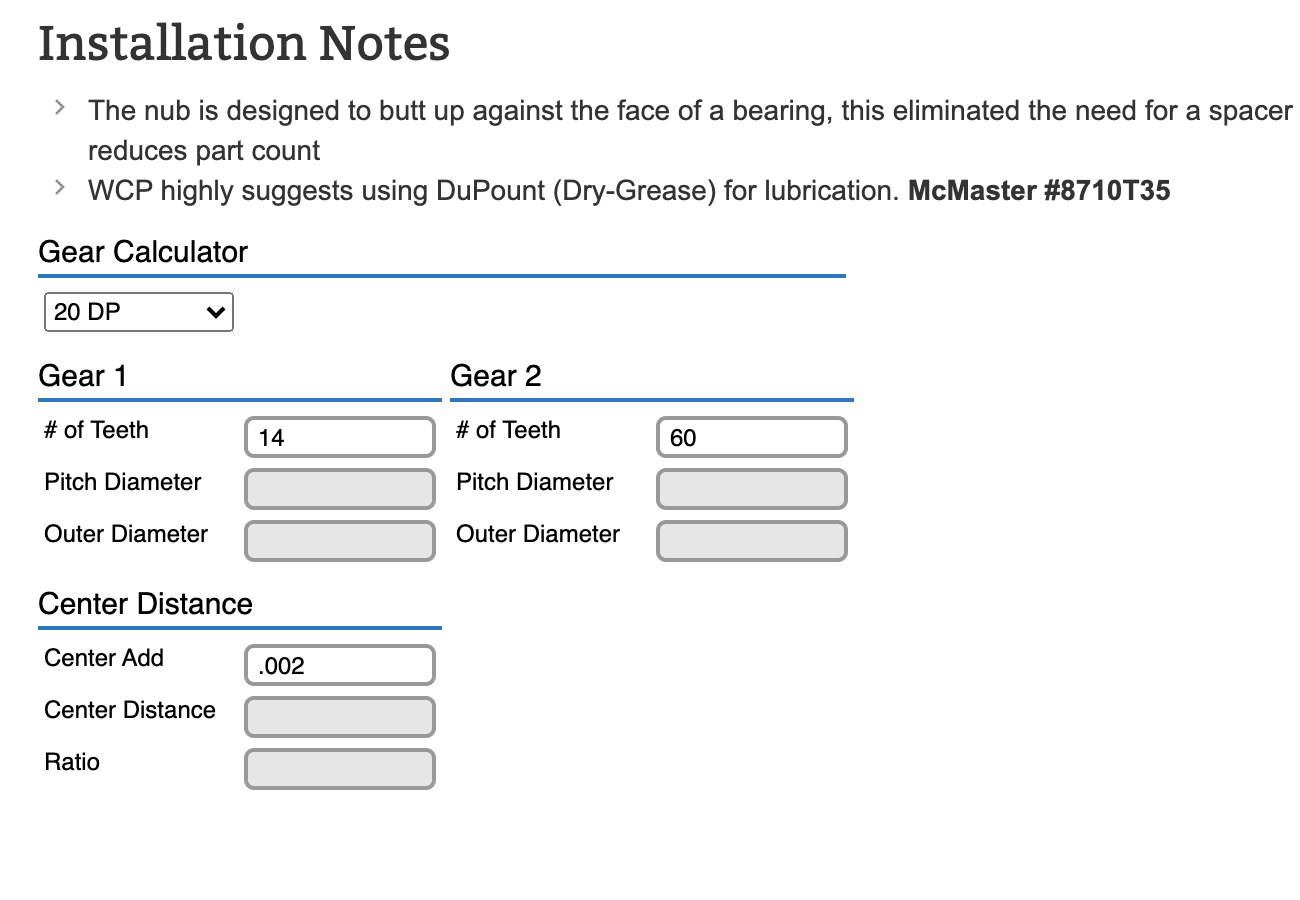 Installation Notes
The nub is designed to butt up against the face of a bearing, this eliminated the need for a spacer
reduces part count
WCP highly suggests using DuPount (Dry-Grease) for lubrication. McMaster #8710T35
Gear Calculator
20 DP
Gear 1 Gear 2
# of Teeth 14 # of Teeth 60
Pitch Diameter Pitch Diameter
Outer Diameter Outer Diameter
Center Distance
Center Add .002
Center Distance
Ratio